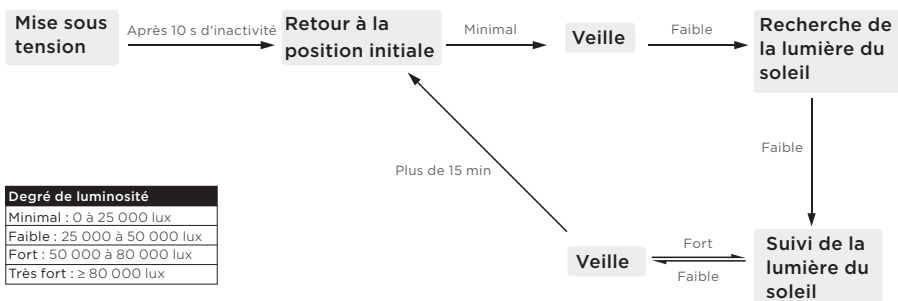 Mise sous
tension
Après 10 s d'inactivité
Retour à la
position initiale
Minimal
Veille
Faible
Recherche de
la lumière du
soleil
Faible
Plus de 15 min
Degré de luminosité
Minimal : 0 à 25 000 lux
Faible : 25 000 à 50 000 lux
Fort : 50 000 à 80 000 lux
Très fort : ≥ 80 000 lux
Veille
Fort
Faible
Suivi de la
lumière du
soleil